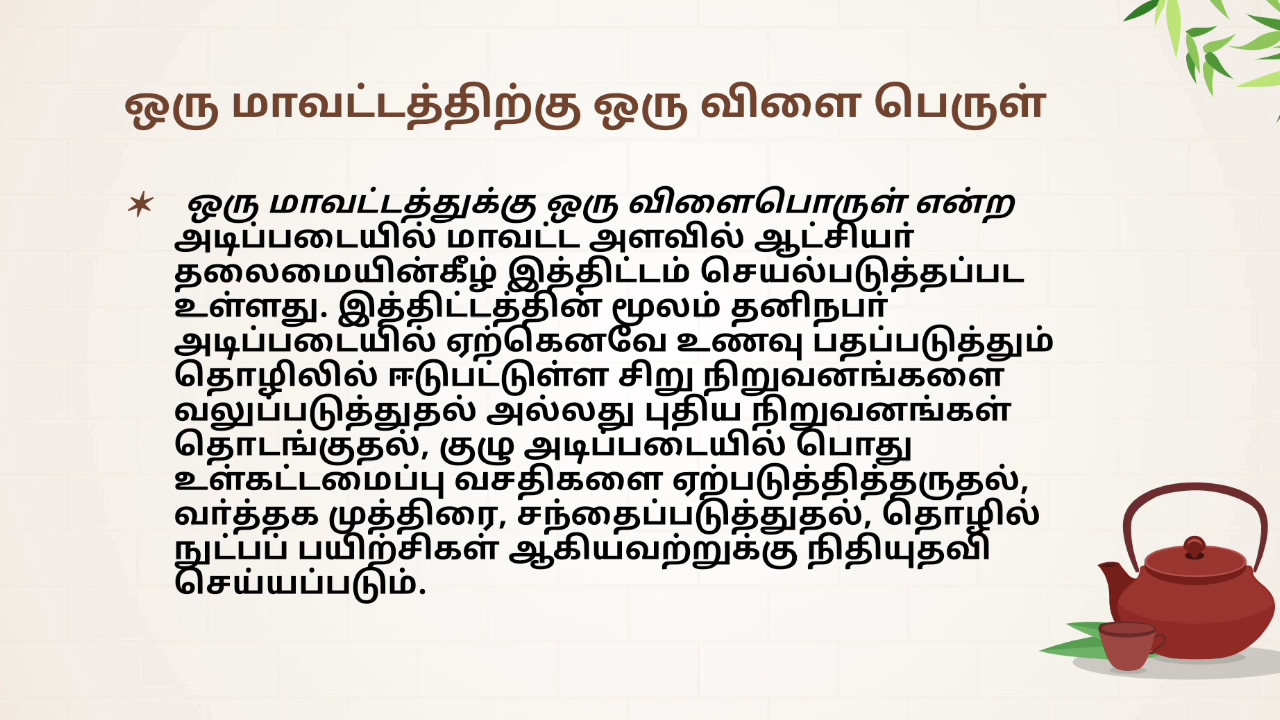 ஒரு மாவட்டத்திற்கு ஒரு விளை பெருள்
✶ ஒரு மாவட்டத்துக்கு ஒரு விளைபொருள் என்ற
அடிப்படையில் மாவட்ட அளவில் ஆட்சியர்
தலைமையின்கீழ் இத்திட்டம் செயல்படுத்தப்பட
உள்ளது. இத்திட்டத்தின் மூலம் தனிநபர்
அடிப்படையில் ஏற்கெனவே உணவு பதப்படுத்தும்
தொழிலில் ஈடுபட்டுள்ள சிறு நிறுவனங்களை
வலுப்படுத்துதல் அல்லது புதிய நிறுவனங்கள்
தொடங்குதல், குழு அடிப்படையில் பொது
உள்கட்டமைப்பு வசதிகளை ஏற்படுத்தித்தருதல்,
வர்த்தக முத்திரை, சந்தைப்படுத்துதல், தொழில்
நுட்பப் பயிற்சிகள் ஆகியவற்றுக்கு நிதியுதவி
செய்யப்படும்.